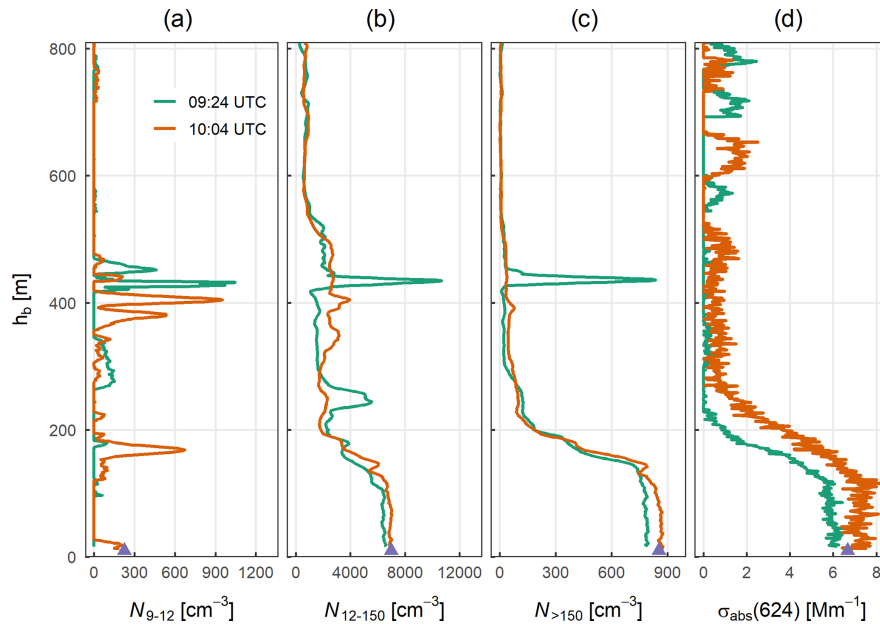 (a) (b) (c) (d)
800
600
400
200
0
h_b [m]
09:24 UTC
10:04 UTC
0 300 600 900 1200
0 4000 8000 12000
0 300 600 900
0 2 4 6 8
N_9-12 [cm⁻³]
N_12-150 [cm⁻³]
N_>150 [cm⁻³]
σ_abs(624) [Mm⁻¹]